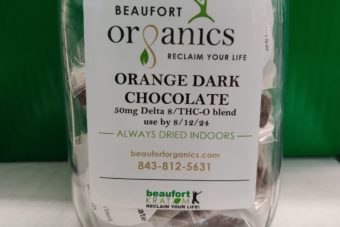 BEAUFORT
organics
RECLAIM YOUR LIFE
ORANGE DARK
CHOCOLATE
50mg Delta 8/THC-O blend
use by 8/12/24
ALWAYS DRIED INDOORS
beaufortorganics.com
843-812-5631
beaufort
KRATOM
RECLAIM YOUR LIFE!